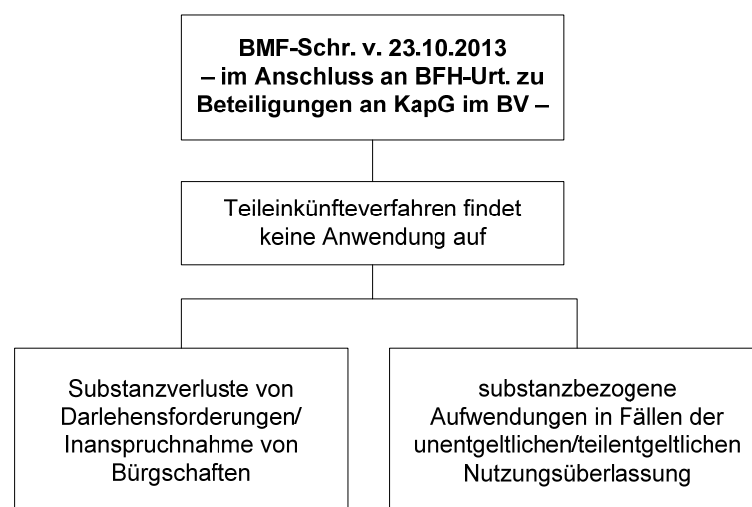 BMF-Schr. v. 23.10.2013
– im Anschluss an BFH-Urt. zu
Beteiligungen an KapG im BV –
Teileinkünfteverfahren findet
keine Anwendung auf
Substanzverluste von
Darlehensforderungen/
Inanspruchnahme von
Bürgschaften
substanzbezogene
Aufwendungen in Fällen der
unentgeltlichen/teilentgeltlichen
Nutzungsüberlassung